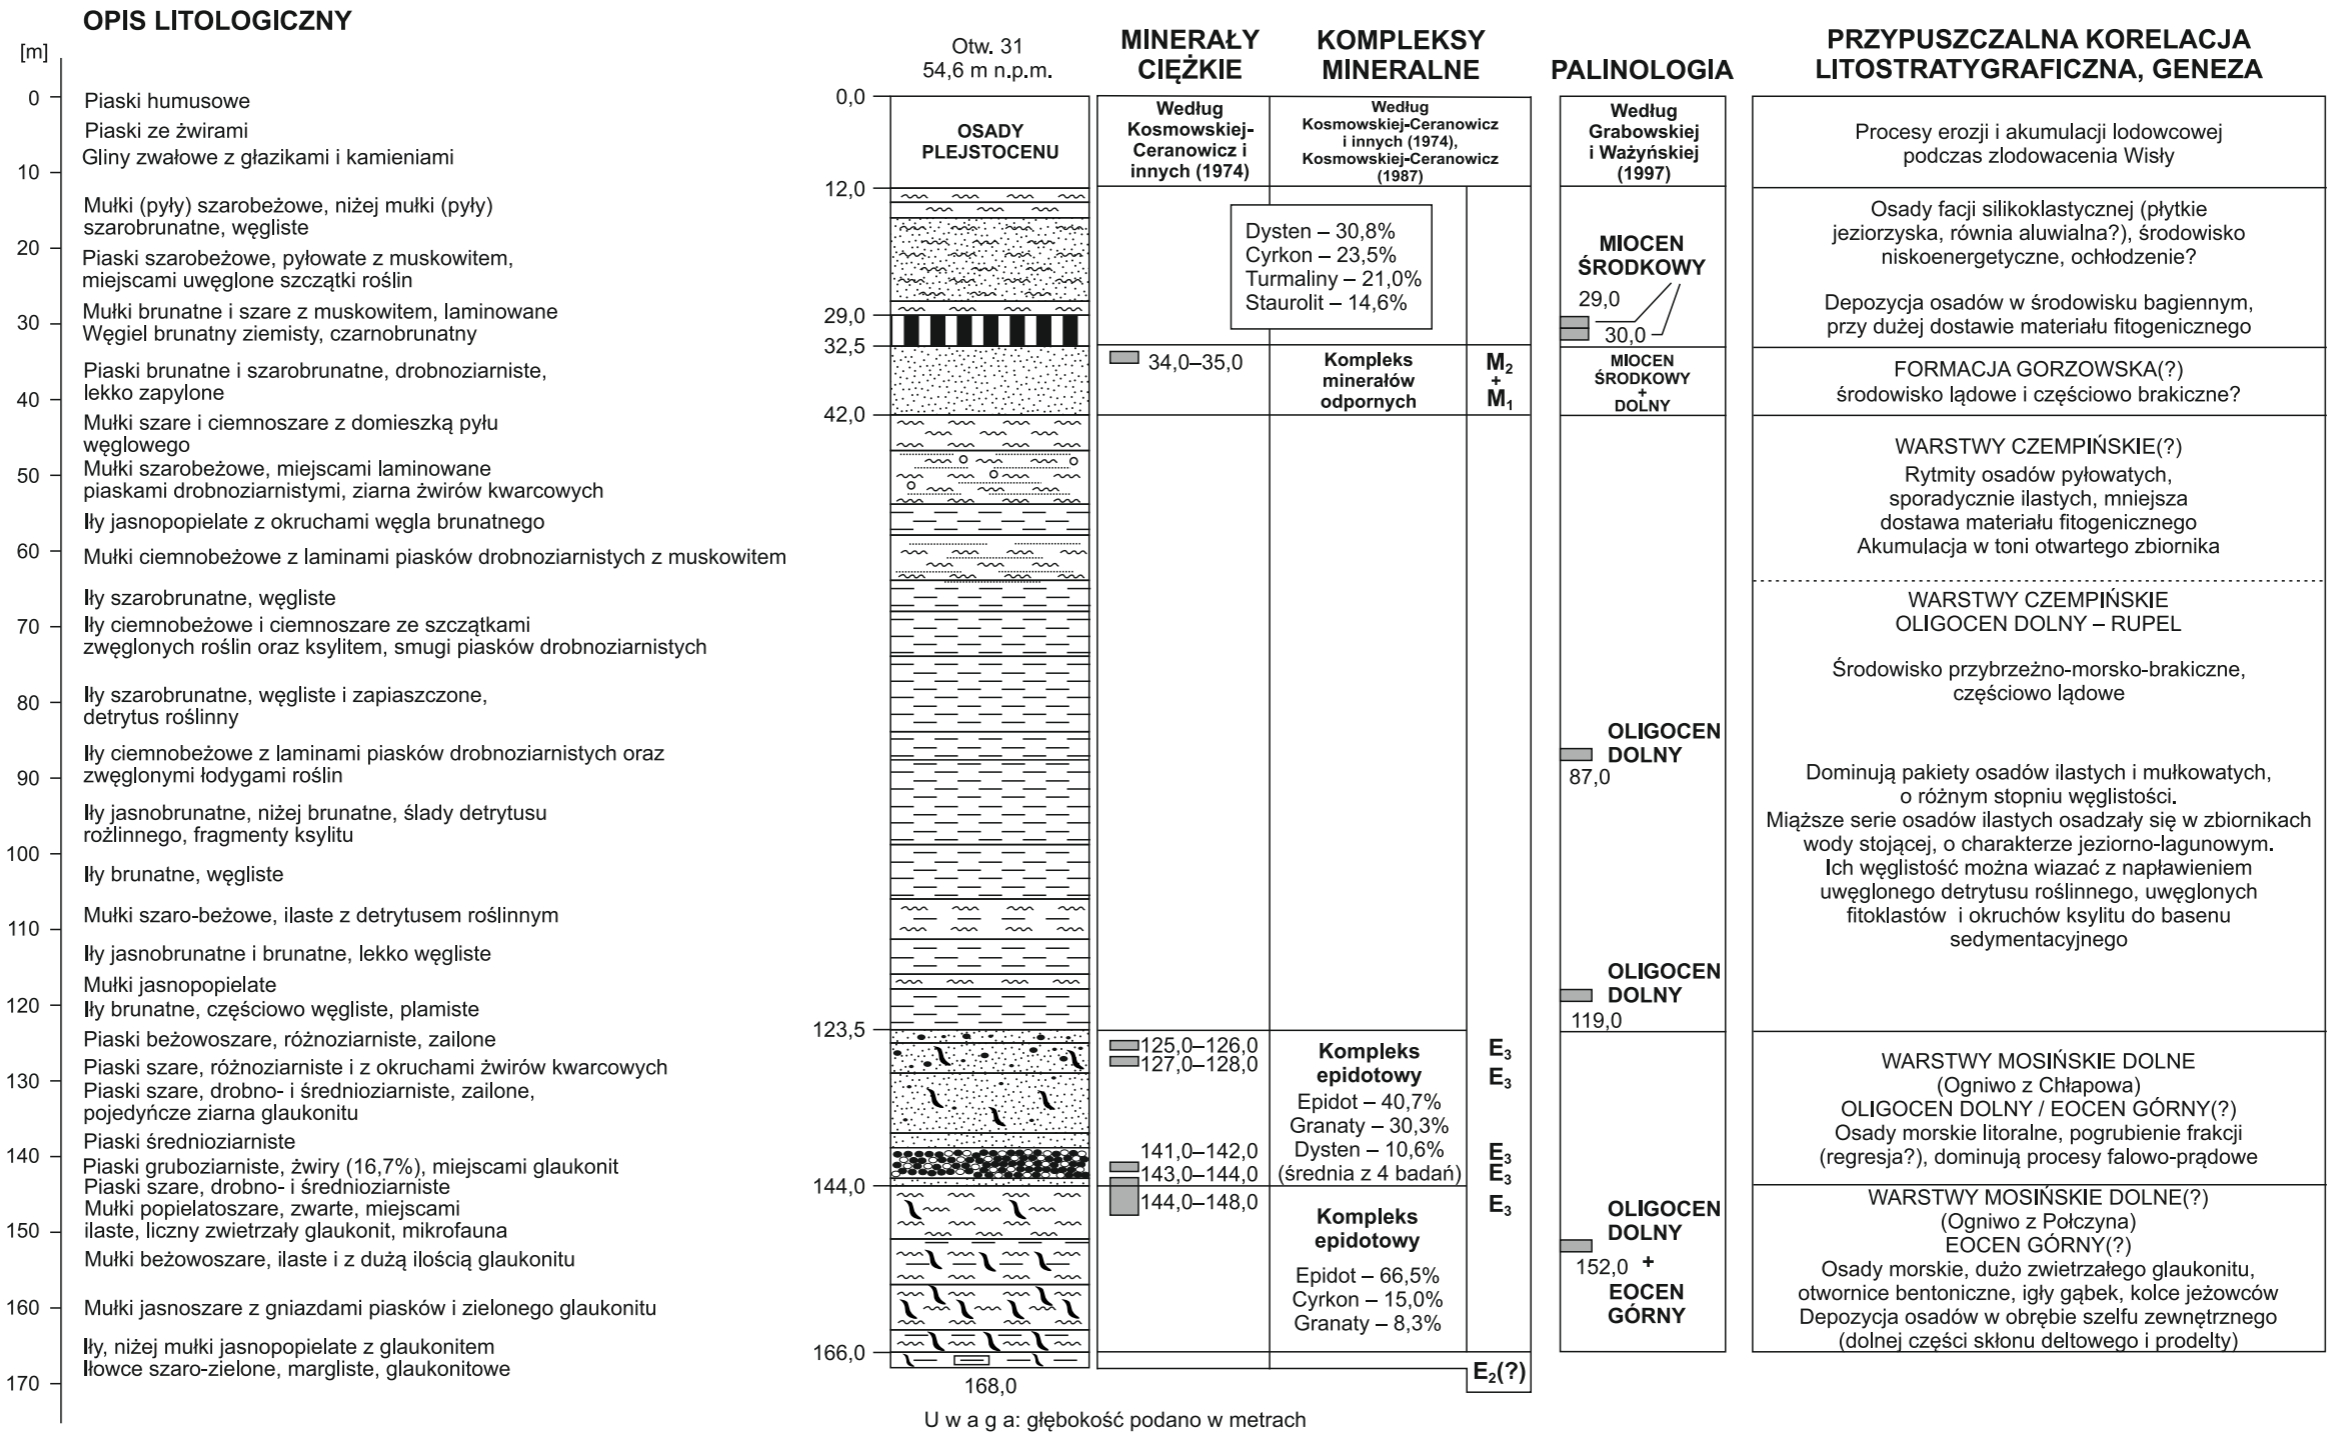 OPIS LITOLOGICZNY
[m]
0
10
20
30
40
50
60
70
80
90
100
110
120
130
140
150
160
170
Piaski humusowe
Piaski ze żwirami
Gliny zwałowe z głazikami i kamieniami
Mułki (pyły) szarobeżowe, niżej mułki (pyły)
szarobrunatne, węgliste
Piaski szarobeżowe, pyłowate z muskowitem,
miejscami uwęglone szczątki roślin
Mułki brunatne i szare z muskowitem, laminowane
Węgiel brunatny ziemisty, czarnobrunatny
Piaski brunatne i szarobrunatne, drobnoziarniste,
lekko zapylone
Mułki szare i ciemnoszare z domieszką pyłu
węglowego
Mułki szarobeżowe, miejscami laminowane
piaskami drobnoziarnistymi, ziarna żwirów kwarcowych
Iły jasnopopielate z okruchami węgla brunatnego
Mułki ciemnobeżowe z laminami piasków drobnoziarnistych z muskowitem
Iły szarobrunatne, węgliste
Iły ciemnobeżowe i ciemnoszare ze szczątkami
zwęglonych roślin oraz ksylitem, smugi piasków drobnoziarnistych
Iły szarobrunatne, węgliste i zapiaszczone,
detrytus roślinny
Iły ciemnobeżowe z laminami piasków drobnoziarnistych oraz
zwęglonymi łodygami roślin
Iły jasnobrunatne, niżej brunatne, ślady detrytusu
rożlinnego, fragmenty ksylitu
Iły brunatne, węgliste
Mułki szaro-beżowe, ilaste z detrytusem roślinnym
Iły jasnobrunatne i brunatne, lekko węgliste
Mułki jasnopopielate
Iły brunatne, częściowo węgliste, plamiste
Piaski beżowoszare, różnoziarniste, zailone
Piaski szare, różnoziarniste i z okruchami żwirów kwarcowych
Piaski szare, drobno- i średnioziarniste, zailone,
pojedyńcze ziarna glaukonitu
Piaski średnioziarniste
Piaski gruboziarniste, żwiry (16,7%), miejscami glaukonit
Piaski szare, drobno- i średnioziarniste
Mułki popielatoszare, zwarte, miejscami
ilaste, liczny zwietrzały glaukonit, mikrofauna
Mułki beżowoszare, ilaste i z dużą ilością glaukonitu
Mułki jasnoszare z gniazdami piasków i zielonego glaukonitu
Iły, niżej mułki jasnopopielate z glaukonitem
Iłowce szaro-zielone, margliste, glaukonitowe
Otw. 31
54,6 m n.p.m.
0,0
OSADY
PLEJSTOCENU
12,0
29,0
32,5
42,0
123,5
144,0
166,0
168,0
MINERAŁY
CIĘŻKIE
Według
Kosmowskiej-
Ceranowicz i
innych (1974)
34,0–35,0
125,0–126,0
127,0–128,0
141,0–142,0
143,0–144,0
144,0–148,0
KOMPLEKSY
MINERALNE
Według
Kosmowskiej-Ceranowicz
i innych (1974),
Kosmowskiej-Ceranowicz
(1987)
Dysten – 30,8%
Cyrkon – 23,5%
Turmaliny – 21,0%
Staurolit – 14,6%
Kompleks
minerałów
odpornych
M2
+
M1
Kompleks
epidotowy
Epidot – 40,7%
Granaty – 30,3%
Dysten – 10,6%
(średnia z 4 badań)
E3
E3
E3
E3
E3
Kompleks
epidotowy
Epidot – 66,5%
Cyrkon – 15,0%
Granaty – 8,3%
E2(?)
PALINOLOGIA
Według
Grabowskiej
i Ważyńskiej
(1997)
MIOCEN
ŚRODKOWY
29,0
30,0
MIOCEN
ŚRODKOWY
+
DOLNY
OLIGOCEN
DOLNY
87,0
OLIGOCEN
DOLNY
119,0
OLIGOCEN
DOLNY
152,0 +
EOCEN
GÓRNY
PRZYPUSZCZALNA KORELACJA
LITOSTRATYGRAFICZNA, GENEZA
Procesy erozji i akumulacji lodowcowej
podczas zlodowacenia Wisły
Osady facji silikoklastycznej (płytkie
jeziorzyska, równia aluwialna?), środowisko
niskoenergetyczne, ochłodzenie?
Depozycja osadów w środowisku bagiennym,
przy dużej dostawie materiału fitogenicznego
FORMACJA GORZOWSKA(?)
środowisko lądowe i częściowo brakiczne?
WARSTWY CZEMPIŃSKIE(?)
Rytmity osadów pyłowatych,
sporadycznie ilastych, mniejsza
dostawa materiału fitogenicznego
Akumulacja w toni otwartego zbiornika
WARSTWY CZEMPIŃSKIE
OLIGOCEN DOLNY – RUPEL
Środowisko przybrzeżno-morsko-brakiczne,
częściowo lądowe
Dominują pakiety osadów ilastych i mułkowatych,
o różnym stopniu węglistości.
Miąższe serie osadów ilastych osadzały się w zbiornikach
wody stojącej, o charakterze jeziorno-lagunowym.
Ich węglistość można wiazać z napławieniem
uwęglonego detrytusu roślinnego, uwęglonych
fitoklastów i okruchów ksylitu do basenu
sedymentacyjnego
WARSTWY MOSIŃSKIE DOLNE
(Ogniwo z Chłapowa)
OLIGOCEN DOLNY / EOCEN GÓRNY(?)
Osady morskie litoralne, pogrubienie frakcji
(regresja?), dominują procesy falowo-prądowe
WARSTWY MOSIŃSKIE DOLNE(?)
(Ogniwo z Połczyna)
EOCEN GÓRNY(?)
Osady morskie, dużo zwietrzałego glaukonitu,
otwornice bentoniczne, igły gąbek, kolce jeżowców
Depozycja osadów w obrębie szelfu zewnętrznego
(dolnej części skłonu deltowego i prodelty)
U w a g a: głębokość podano w metrach